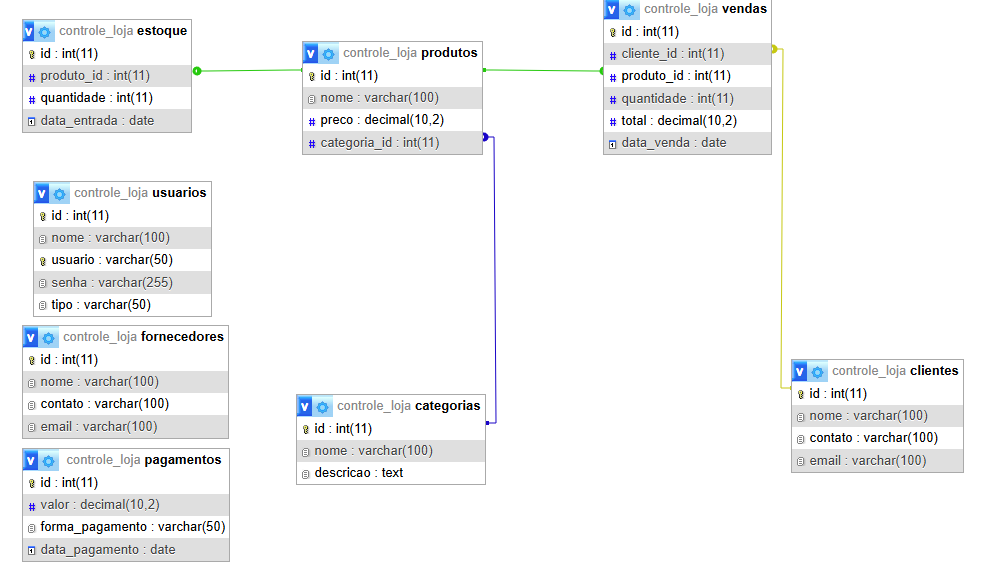 controle_loja estoque
id : int(11)
produto_id : int(11)
quantidade : int(11)
data_entrada : date
controle_loja produtos
id : int(11)
nome : varchar(100)
preco : decimal(10,2)
categoria_id : int(11)
controle_loja vendas
id : int(11)
cliente_id : int(11)
produto_id : int(11)
quantidade : int(11)
total : decimal(10,2)
data_venda : date
controle_loja usuarios
id : int(11)
nome : varchar(100)
usuario : varchar(50)
senha : varchar(255)
tipo : varchar(50)
controle_loja fornecedores
id : int(11)
nome : varchar(100)
contato : varchar(100)
email : varchar(100)
controle_loja categorias
id : int(11)
nome : varchar(100)
descricao : text
controle_loja clientes
id : int(11)
nome : varchar(100)
contato : varchar(100)
email : varchar(100)
controle_loja pagamentos
id : int(11)
valor : decimal(10,2)
forma_pagamento : varchar(50)
data_pagamento : date